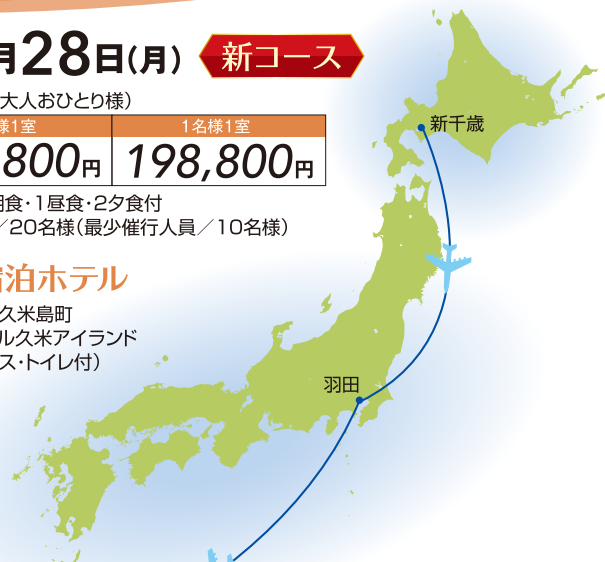 月28日(月) 新コース
大人おひとり様)
様1室 1名様1室
,800円 198,800円
朝食・1昼食・2夕食付
/20名様(最少催行人員/10名様)
宿泊ホテル
久米島町
ル久米アイランド
ス・トイレ付)
新千歳
羽田